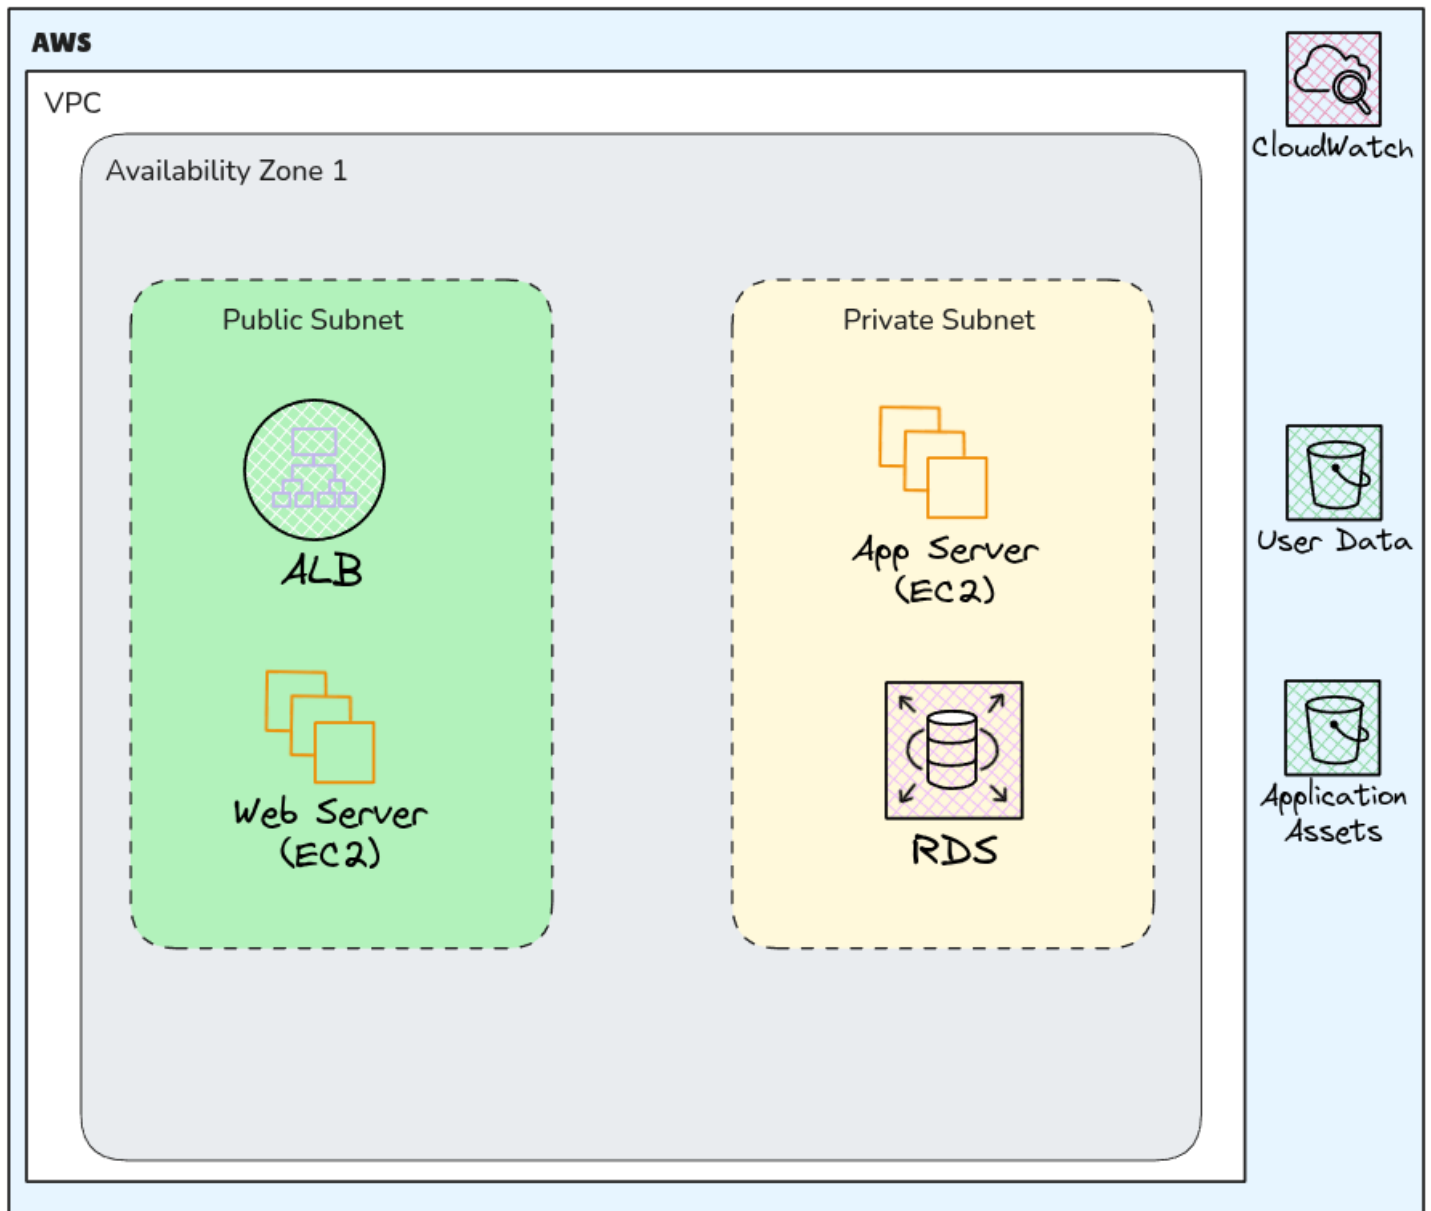 AWS
VPC
Availability Zone 1
Public Subnet
ALB
Web Server
(EC2)
Private Subnet
App Server
(EC2)
RDS
CloudWatch
User Data
Application
Assets